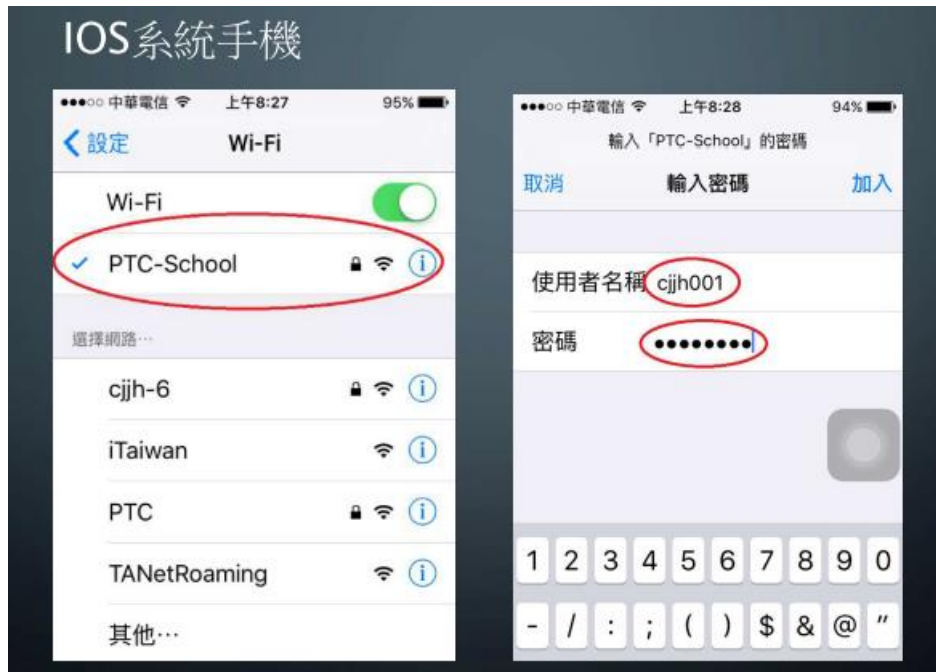 IOS系統手機
中華電信 上午8:27 95%
設定 Wi-Fi
Wi-Fi
PTC-School
選擇網路…
cjjh-6
iTaiwan
PTC
TANetRoaming
其他…
中華電信 上午8:28 94%
輸入「PTC-School」的密碼
取消 輸入密碼 加入
使用者名稱 cjjh001
密碼 ●●●●●●●●
1 2 3 4 5 6 7 8 9 0
- / : ; ( ) $ & @ "